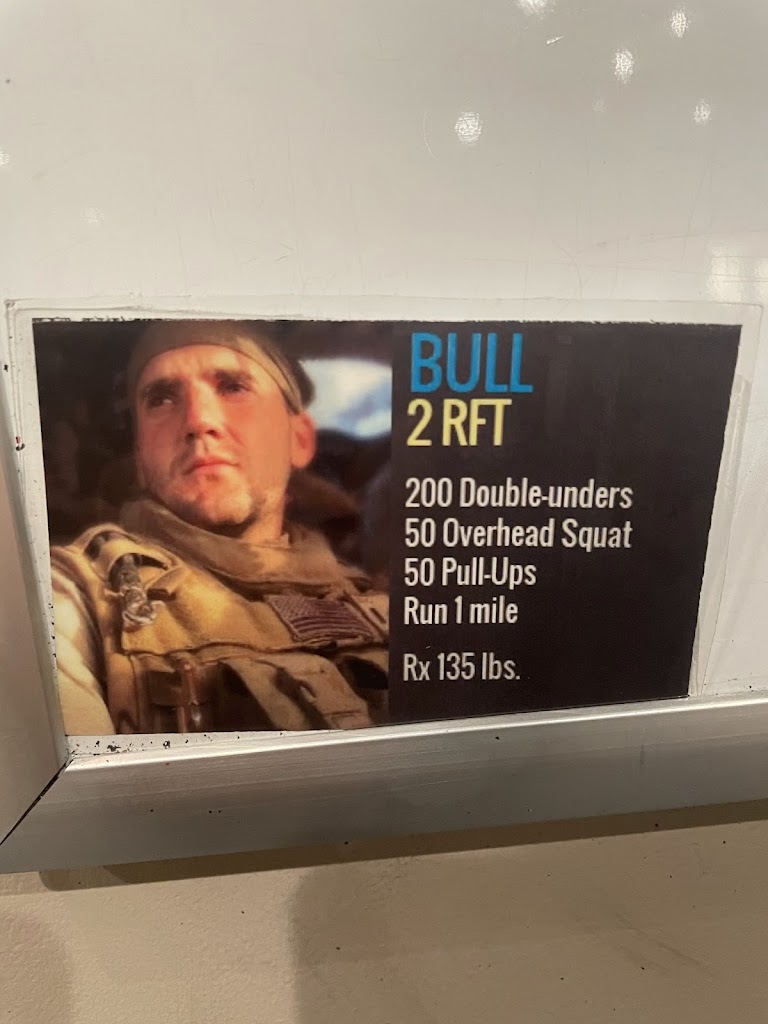 BULL
2 RFT
200 Double-unders
50 Overhead Squat
50 Pull-Ups
Run 1 mile
Rx 135 lbs.